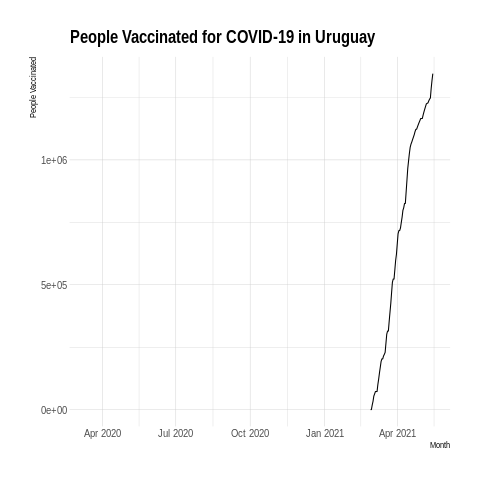 People Vaccinated for COVID-19 in Uruguay
People Vaccinated
1e+06
5e+05
0e+00
Apr 2020 Jul 2020 Oct 2020 Jan 2021 Apr 2021
Month